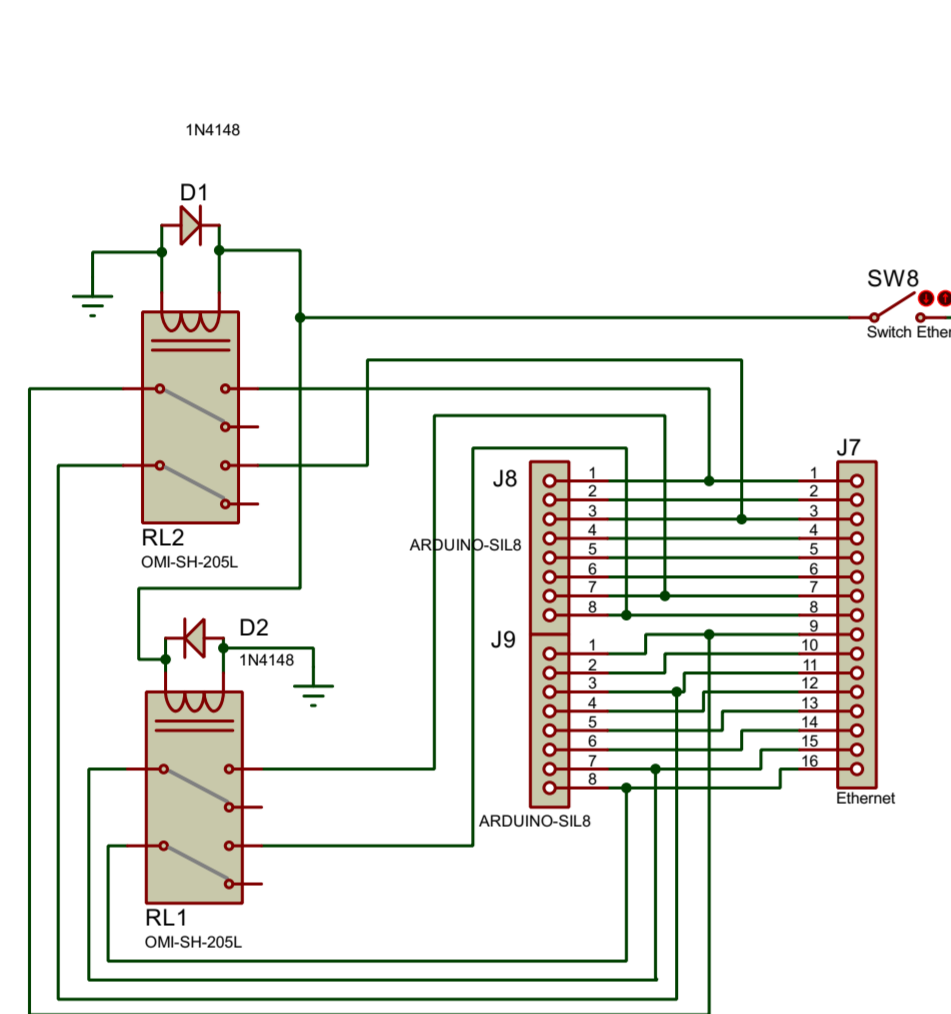 1N4148
D1
SW8
Switch Ether
RL2
OMI-SH-205L
D2
1N4148
RL1
OMI-SH-205L
J8
1
2
3
4
5
6
7
8
ARDUINO-SIL8
J9
1
2
3
4
5
6
7
8
ARDUINO-SIL8
J7
1
2
3
4
5
6
7
8
9
10
11
12
13
14
15
16
Ethernet